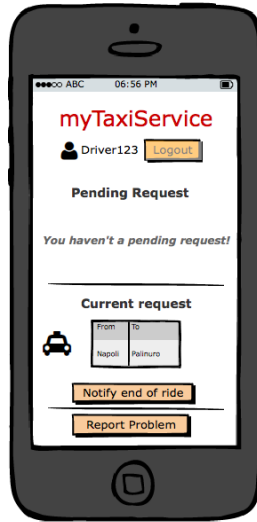 ABC 06:56 PM
myTaxiService
Driver123 Logout
Pending Request
You haven't a pending request!
Current request
From To
Napoli Palinuro
Notify end of ride
Report Problem